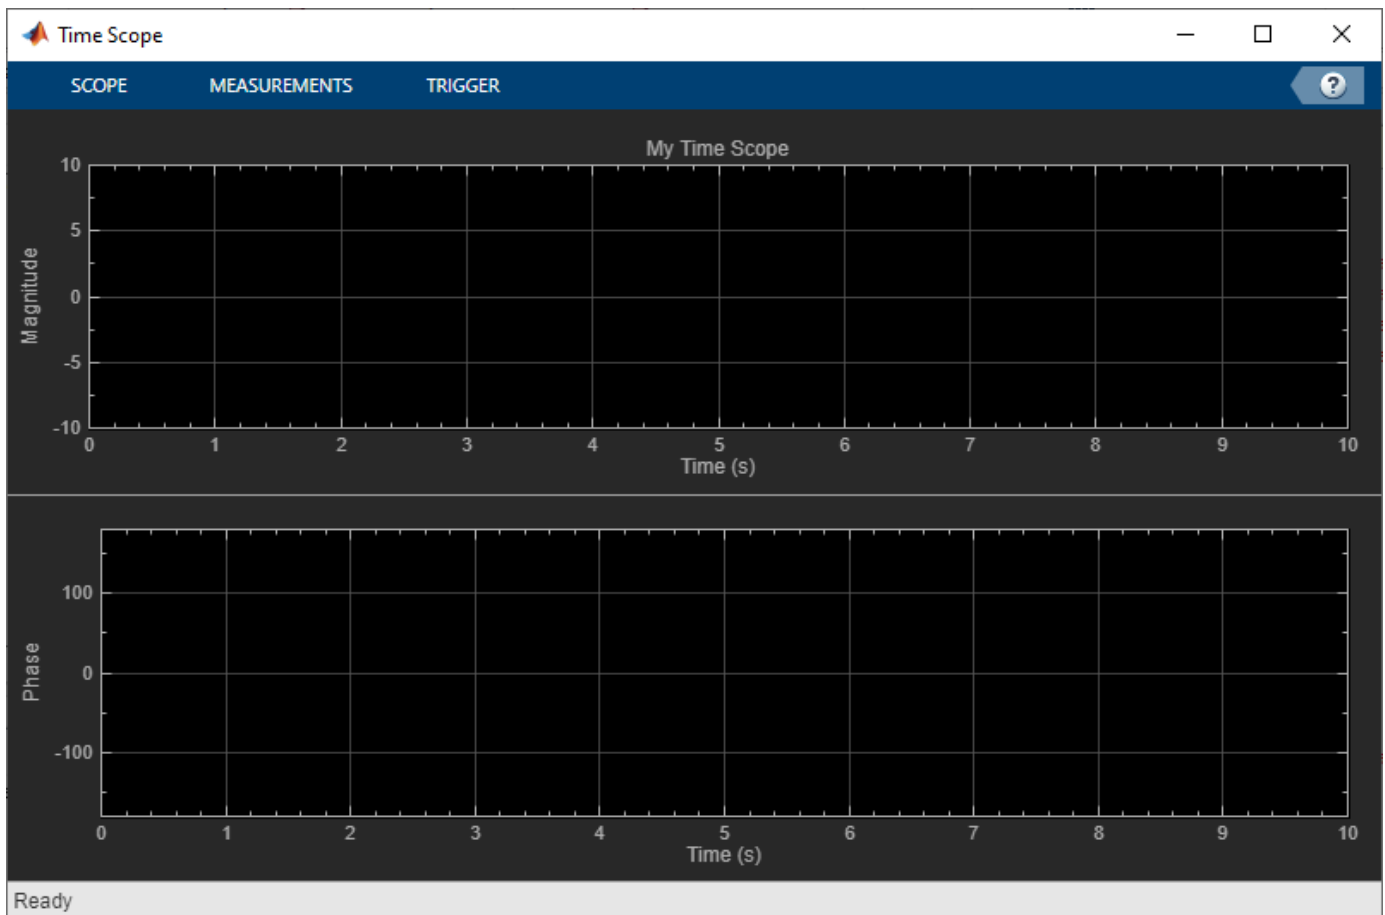 Time Scope
SCOPE MEASUREMENTS TRIGGER ?
My Time Scope
10
5
0
-5
-10
Magnitude
0 1 2 3 4 5 6 7 8 9 10
Time (s)
100
0
-100
Phase
0 1 2 3 4 5 6 7 8 9 10
Time (s)
Ready